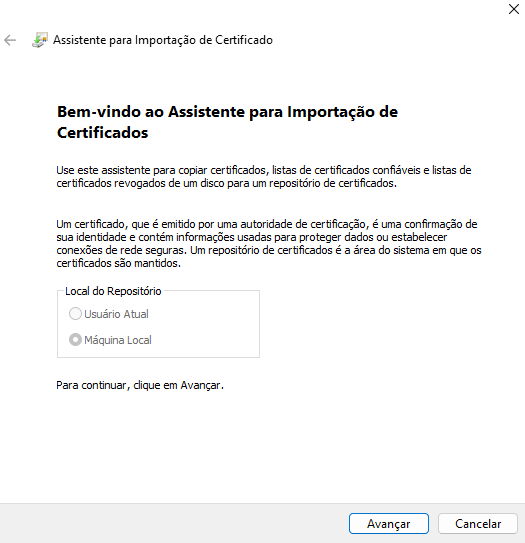 Assistente para Importação de Certificado
Bem-vindo ao Assistente para Importação de
Certificados
Use este assistente para copiar certificados, listas de certificados confiáveis e listas de
certificados revogados de um disco para um repositório de certificados.
Um certificado, que é emitido por uma autoridade de certificação, é uma confirmação de
sua identidade e contém informações usadas para proteger dados ou estabelecer
conexões de rede seguras. Um repositório de certificados é a área do sistema em que os
certificados são mantidos.
Local do Repositório
Usuário Atual
Máquina Local
Para continuar, clique em Avançar.
Avançar
Cancelar